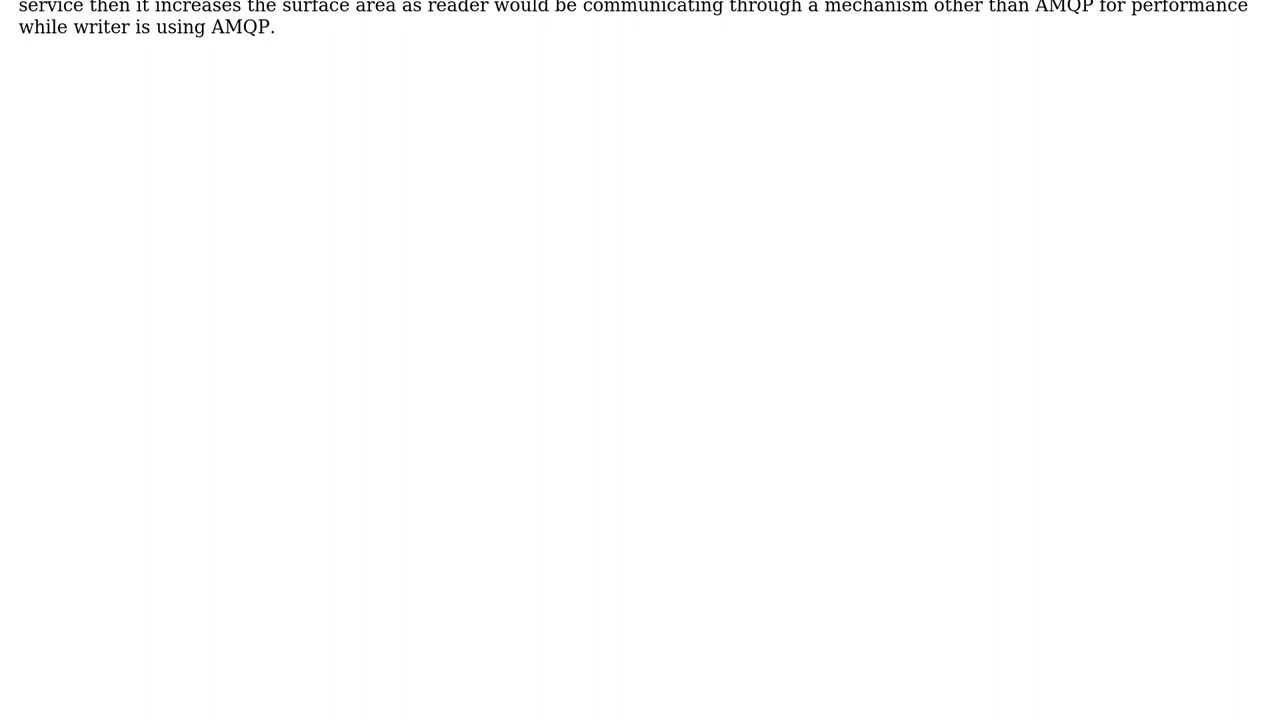 service then it increases the surface area as reader would be communicating through a mechanism other than AMQP for performance
while writer is using AMQP.